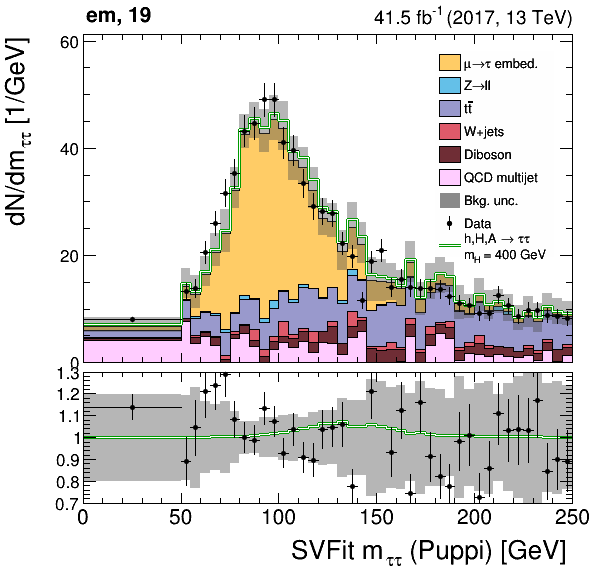 em, 19
41.5 fb⁻¹ (2017, 13 TeV)
dN/dm_ττ [1/GeV]
60
40
20
0
μ→τ embed.
Z→ll
tt̄
W+jets
Diboson
QCD multijet
Bkg. unc.
Data
h,H,A → ττ
m_H = 400 GeV
1.3
1.2
1.1
1
0.9
0.8
0.7
0 50 100 150 200 250
SVFit m_ττ (Puppi) [GeV]